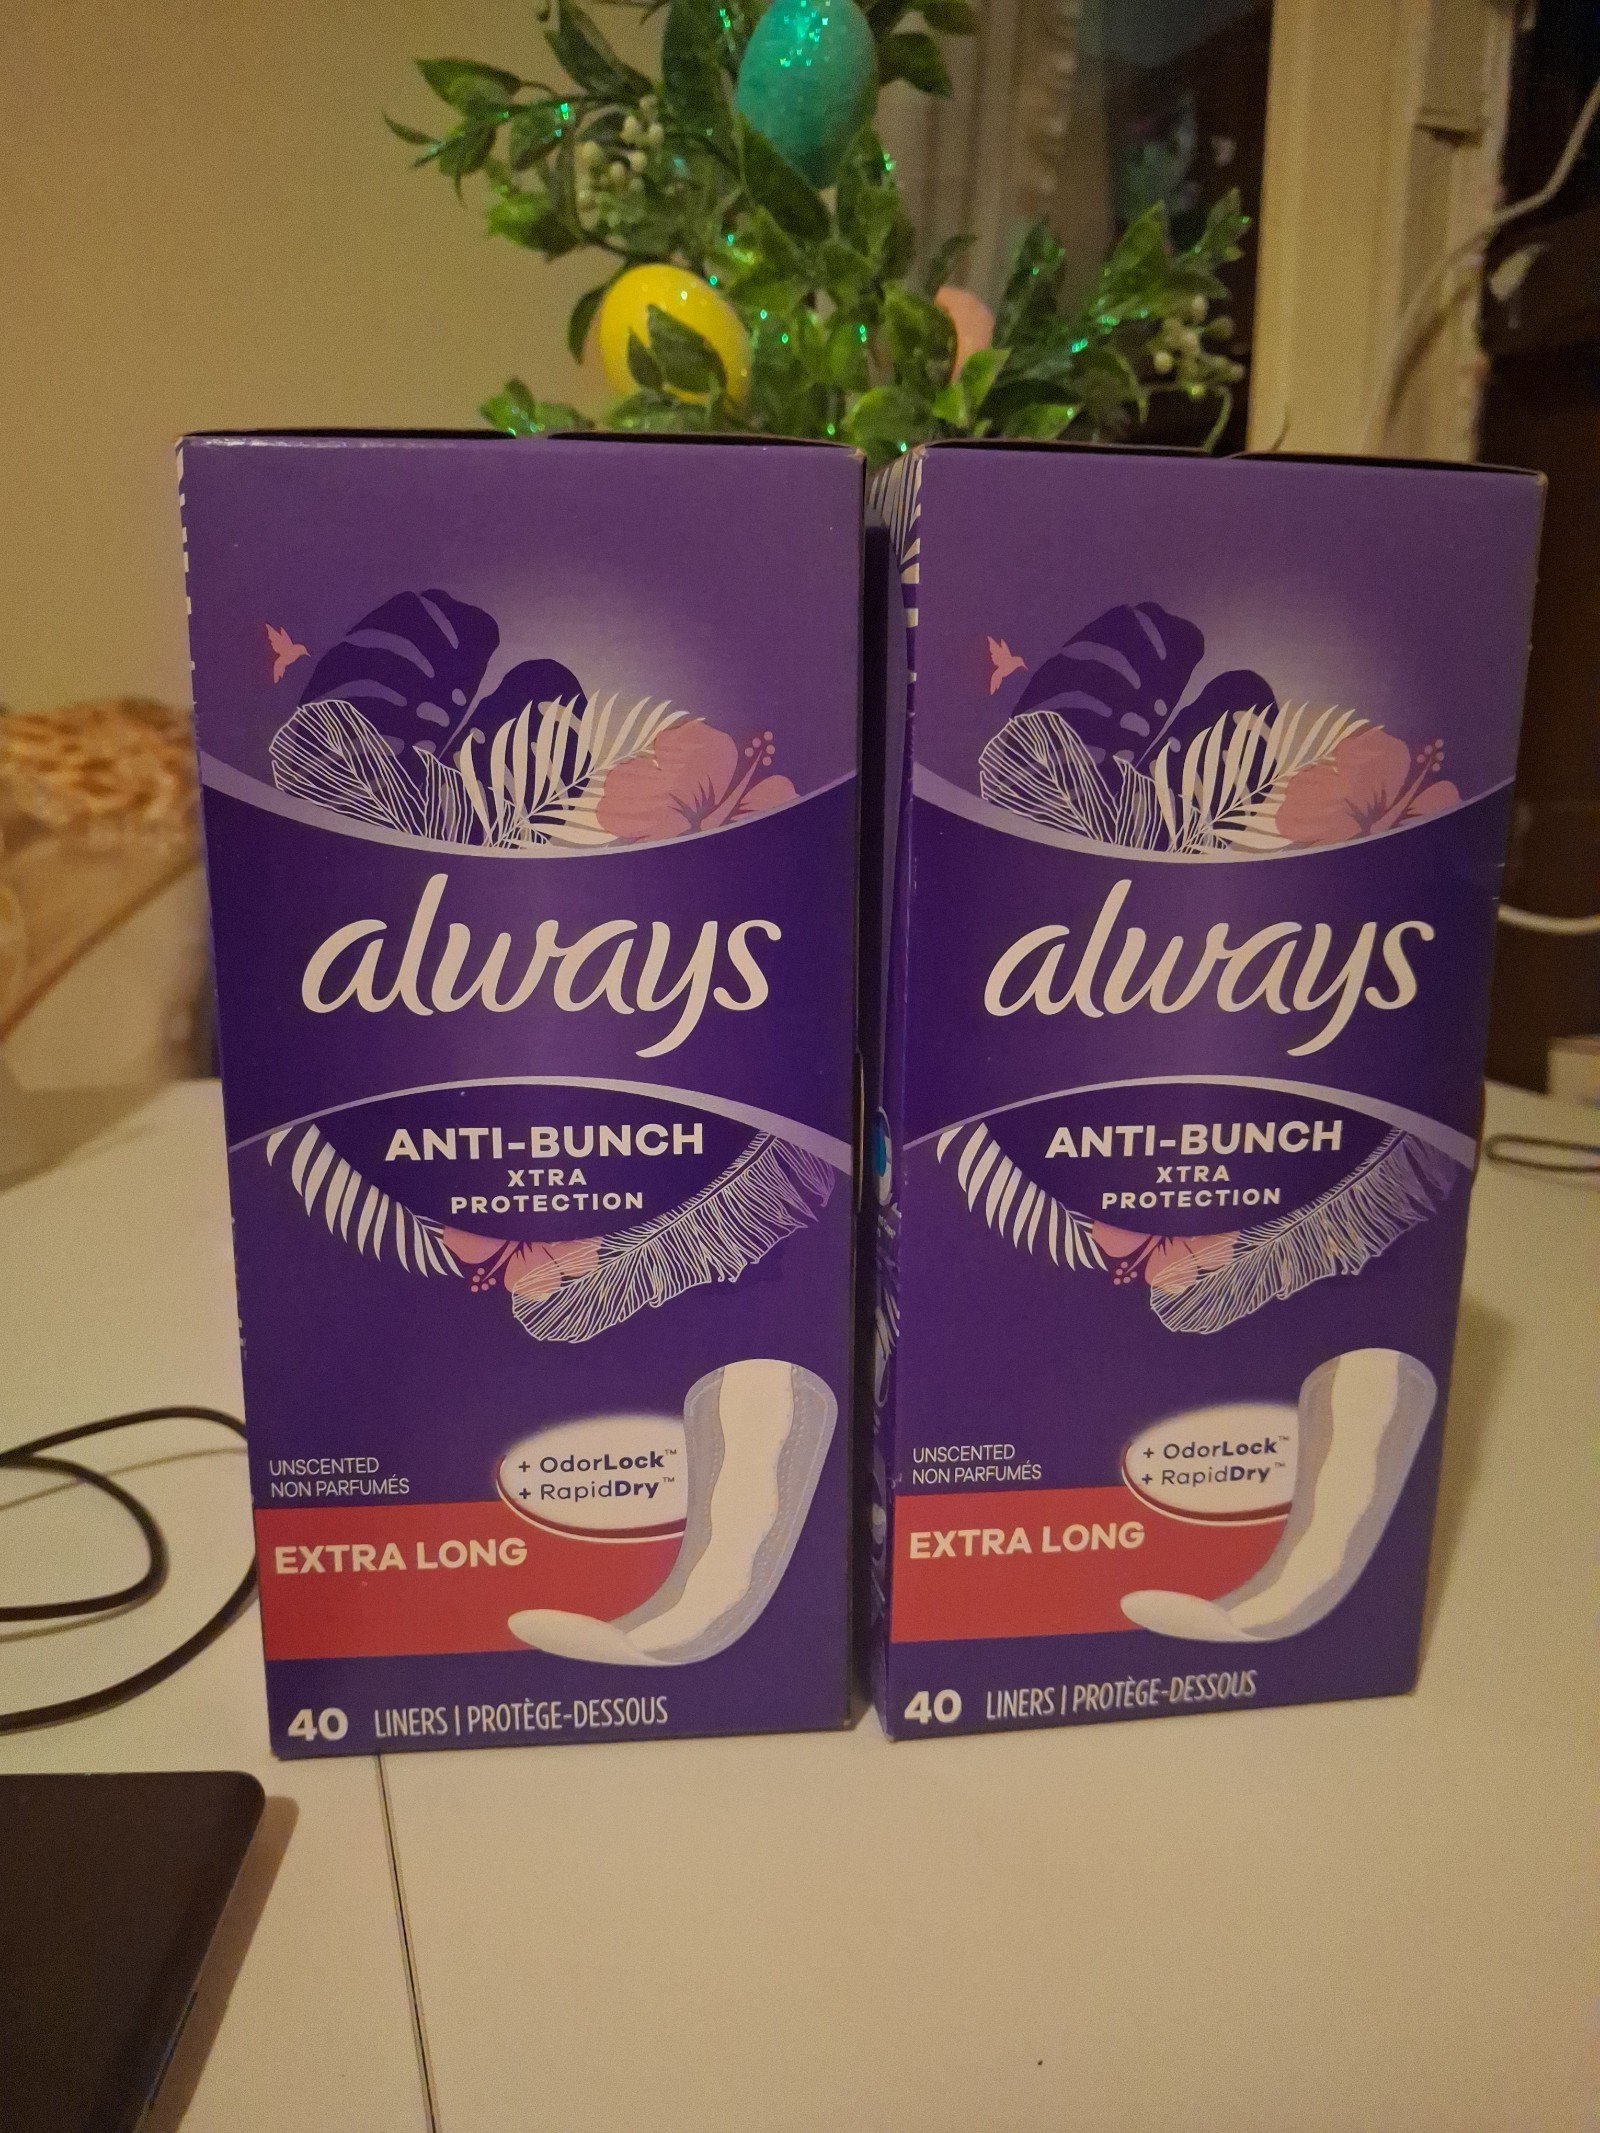 always
ANTI-BUNCH
XTRA
PROTECTION
UNSCENTED
NON PARFUMÉS
+ OdorLock™
+ RapidDry™
EXTRA LONG
40 LINERS | PROTÈGE-DESSOUS
always
ANTI-BUNCH
XTRA
PROTECTION
UNSCENTED
NON PARFUMÉS
+ OdorLock™
+ RapidDry™
EXTRA LONG
40 LINERS | PROTÈGE-DESSOUS